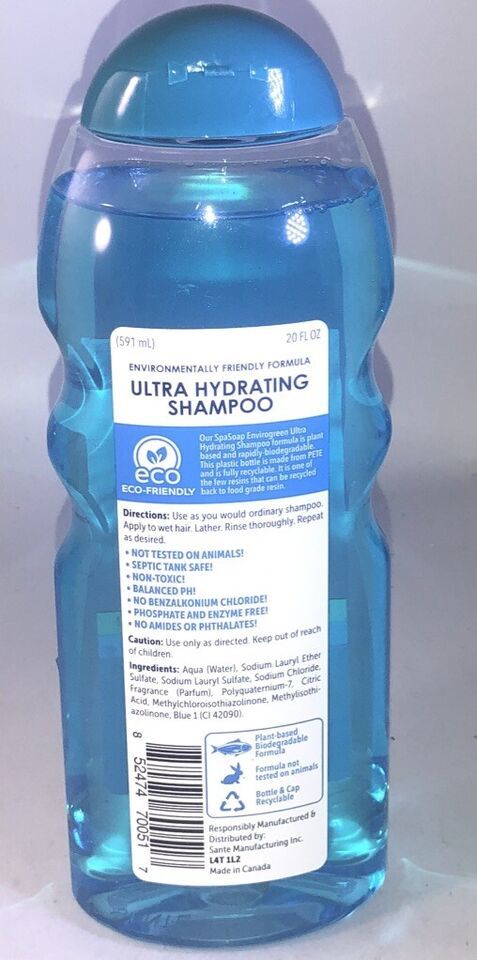 (591 mL) 20 FL OZ
ENVIRONMENTALLY FRIENDLY FORMULA
ULTRA HYDRATING
SHAMPOO
eco
ECO-FRIENDLY
Our SpaSoap Envirogreen Ultra
Hydrating Shampoo formula is plant
based and rapidly-biodegradable.
This plastic bottle is made from PETE
and is fully recyclable. It is one of
the few resins that can be recycled
back to food grade resin.
Directions: Use as you would ordinary shampoo.
Apply to wet hair. Lather. Rinse thoroughly. Repeat
as desired.
• NOT TESTED ON ANIMALS!
• SEPTIC TANK SAFE!
• NON-TOXIC!
• BALANCED PH!
• NO BENZALKONIUM CHLORIDE!
• PHOSPHATE AND ENZYME FREE!
• NO AMIDES OR PHTHALATES!
Caution: Use only as directed. Keep out of reach
of children.
Ingredients: Aqua (Water), Sodium Lauryl Ether
Sulfate, Sodium Lauryl Sulfate, Sodium Chloride,
Fragrance (Parfum), Polyquaternium-7, Citric
Acid, Methylchloroisothiazolinone, Methylisothi-
azolinone, Blue 1 (CI 42090).
8 52474 70051 7
Plant-based
Biodegradable
Formula
Formula not
tested on animals
Bottle & Cap
Recyclable
Responsibly Manufactured &
Distributed by:
Sante Manufacturing Inc.
L4T 1L2
Made in Canada